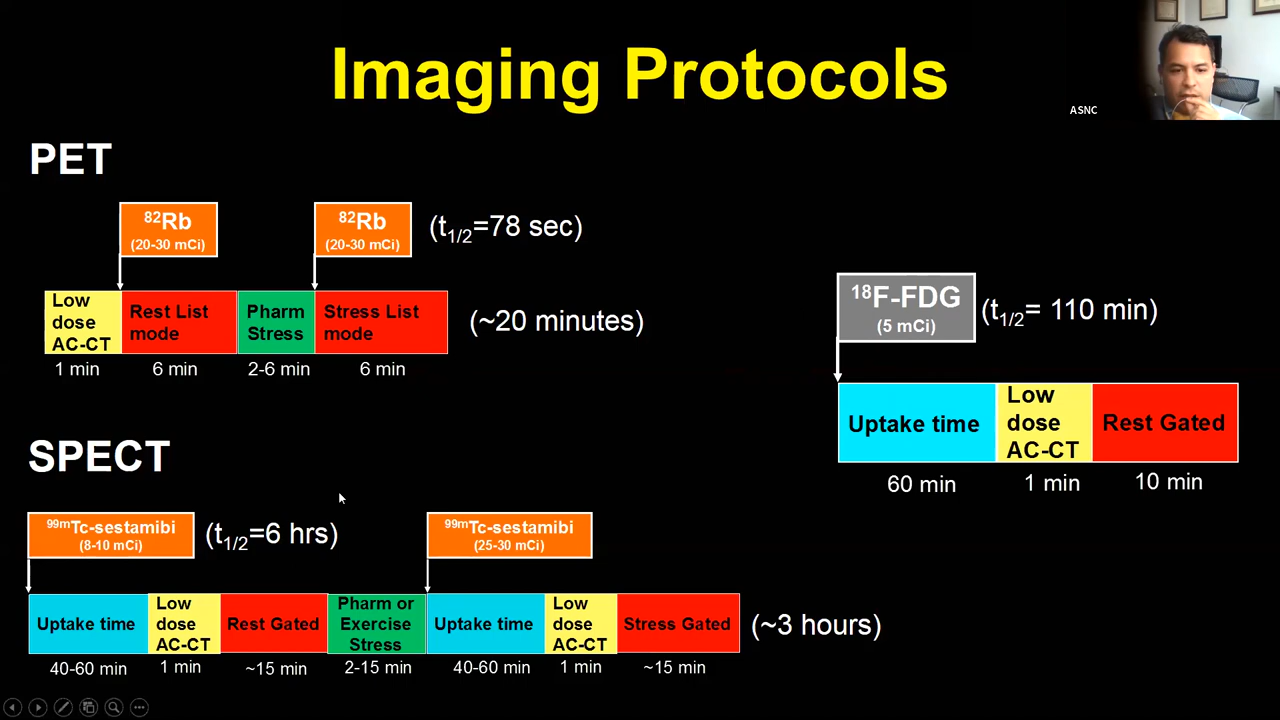 Imaging Protocols
ASNC
PET
⁸²Rb
(20-30 mCi)
⁸²Rb
(20-30 mCi)
(t₁/₂=78 sec)
Low
dose
AC-CT
Rest List
mode
Pharm
Stress
Stress List
mode
(~20 minutes)
1 min
6 min
2-6 min
6 min
¹⁸F-FDG
(5 mCi)
(t₁/₂= 110 min)
Uptake time
Low
dose
AC-CT
Rest Gated
60 min
1 min
10 min
SPECT
⁹⁹ᵐTc-sestamibi
(8-10 mCi)
(t₁/₂=6 hrs)
⁹⁹ᵐTc-sestamibi
(25-30 mCi)
Uptake time
Low
dose
AC-CT
Rest Gated
Pharm or
Exercise
Stress
Uptake time
Low
dose
AC-CT
Stress Gated
(~3 hours)
40-60 min
1 min
~15 min
2-15 min
40-60 min
1 min
~15 min